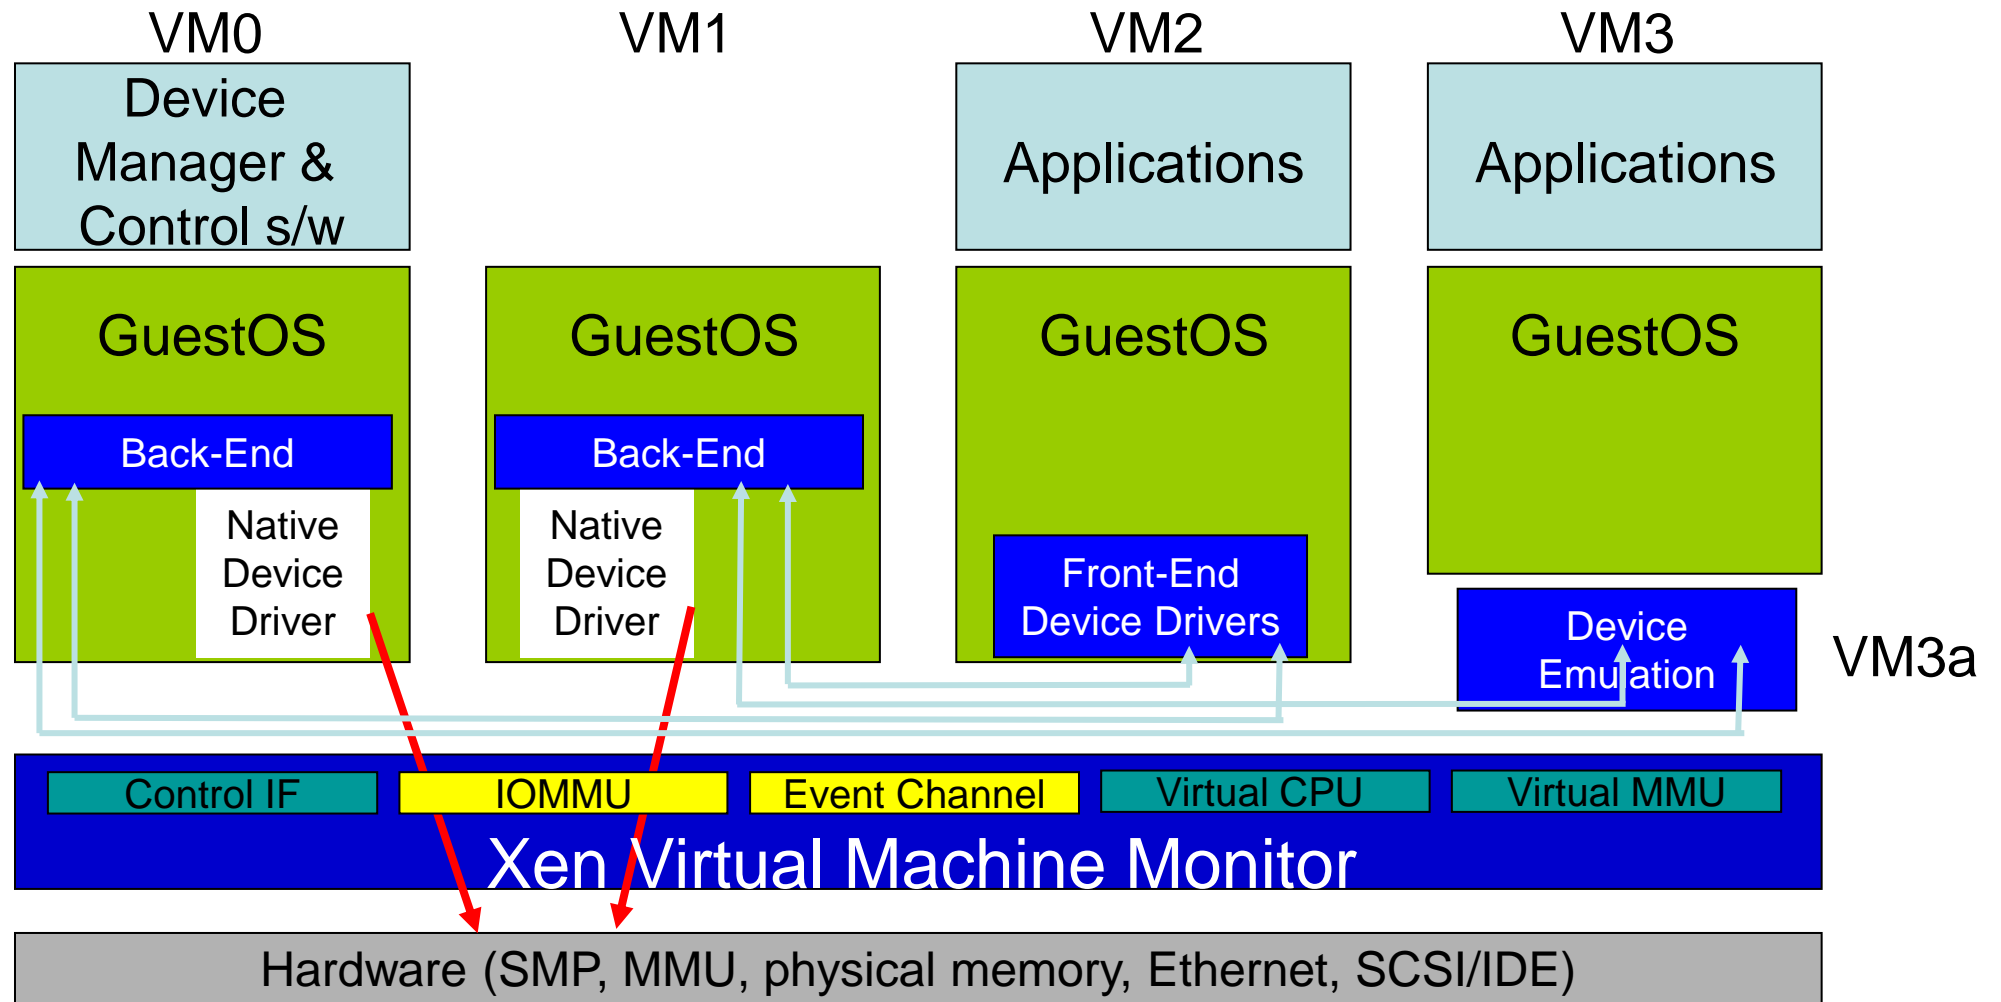 VM0
VM1
VM2
VM3
Device
Manager &
Control s/w
Applications
Applications
GuestOS
GuestOS
GuestOS
GuestOS
Back-End
Back-End
Native
Device
Driver
Native
Device
Driver
Front-End
Device Drivers
Device
Emulation
VM3a
Control IF
IOMMU
Event Channel
Virtual CPU
Virtual MMU
Xen Virtual Machine Monitor
Hardware (SMP, MMU, physical memory, Ethernet, SCSI/IDE)